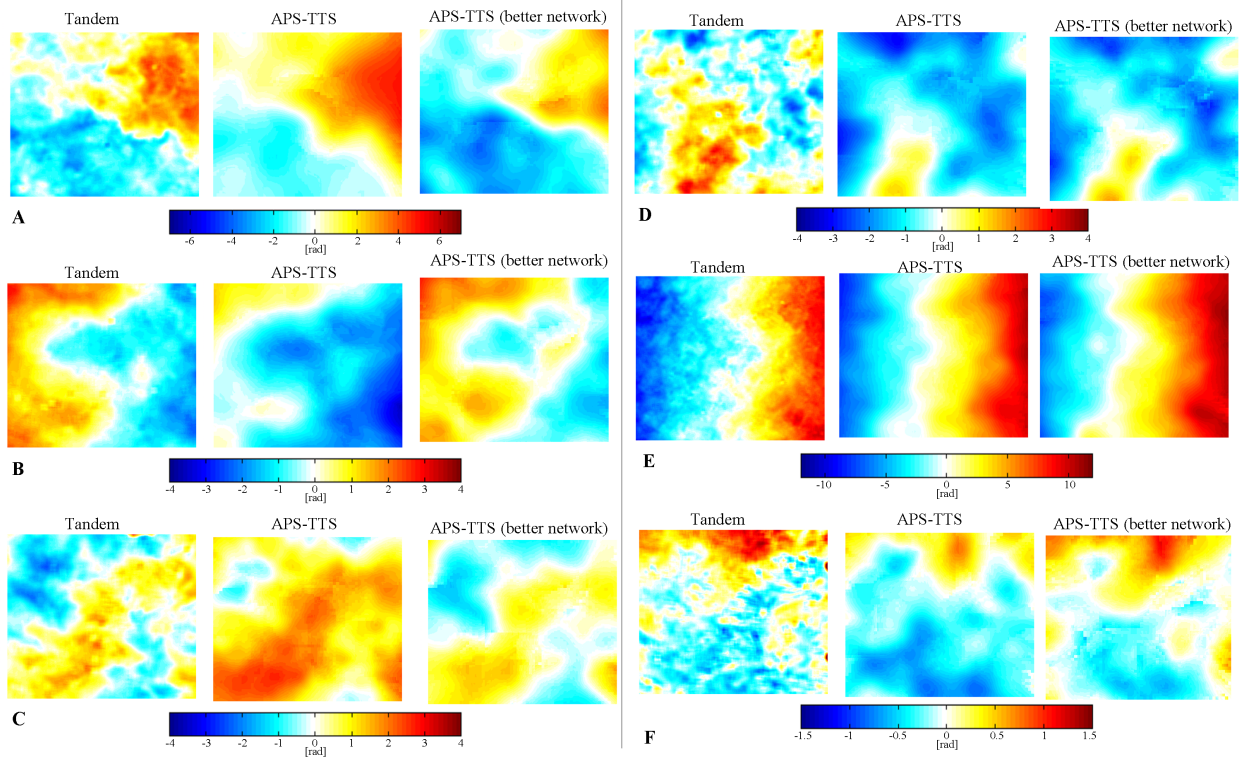 Tandem APS-TTS APS-TTS (better network)
A
-6 -4 -2 0 2 4 6
[rad]
Tandem APS-TTS APS-TTS (better network)
B
-4 -3 -2 -1 0 1 2 3 4
[rad]
Tandem APS-TTS APS-TTS (better network)
C
-4 -3 -2 -1 0 1 2 3 4
[rad]
Tandem APS-TTS APS-TTS (better network)
D
-4 -3 -2 -1 0 1 2 3 4
[rad]
Tandem APS-TTS APS-TTS (better network)
E
-10 -5 0 5 10
[rad]
Tandem APS-TTS APS-TTS (better network)
F
-1.5 -1 -0.5 0 0.5 1 1.5
[rad]